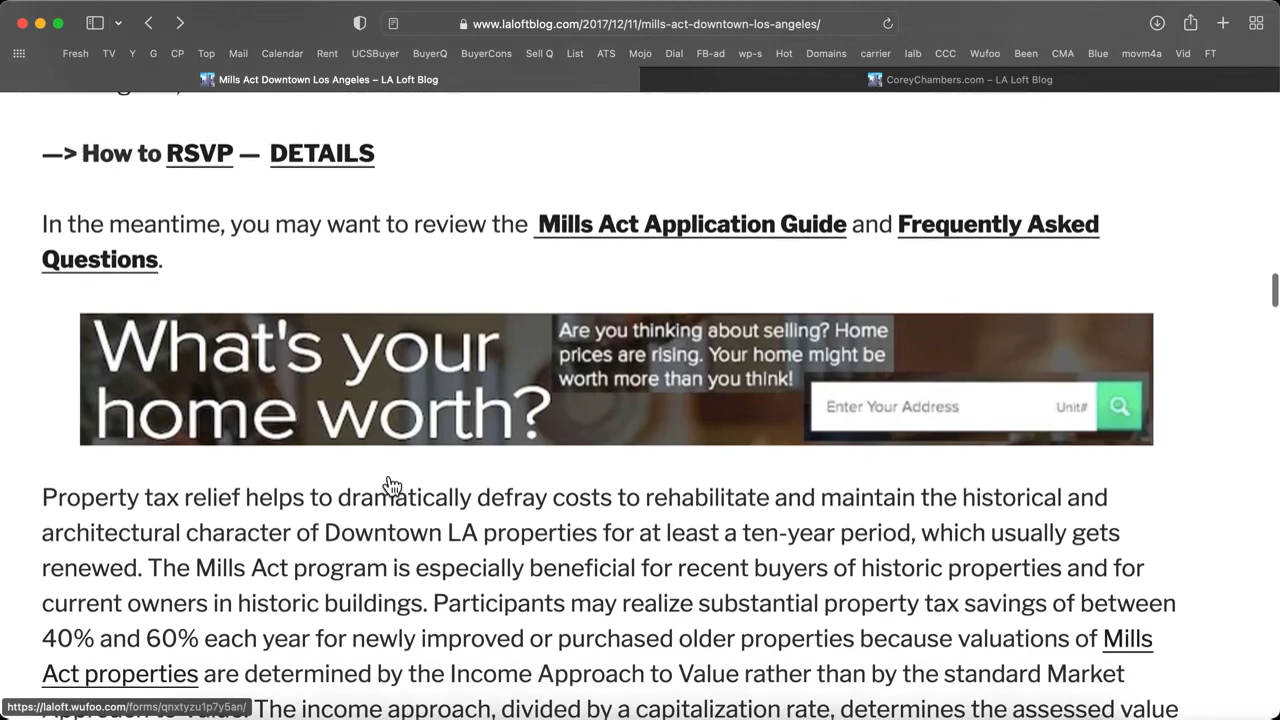 www.laloftblog.com/2017/12/11/mills-act-downtown-los-angeles/
Fresh TV Y G CP Top Mail Calendar Rent UCSBuyer BuyerQ BuyerCons Sell Q List ATS Mojo Dial FB-ad wp-s Hot Domains carrier lalb CCC Wufoo Been CMA Blue movm4a Vid FT
Mills Act Downtown Los Angeles – LA Loft Blog
CoreyChambers.com – LA Loft Blog
—> How to RSVP — DETAILS
In the meantime, you may want to review the Mills Act Application Guide and Frequently Asked
Questions.
What's your
home worth?
Are you thinking about selling? Home
prices are rising. Your home might be
worth more than you think!
Enter Your Address Unit#
Property tax relief helps to dramatically defray costs to rehabilitate and maintain the historical and
architectural character of Downtown LA properties for at least a ten-year period, which usually gets
renewed. The Mills Act program is especially beneficial for recent buyers of historic properties and for
current owners in historic buildings. Participants may realize substantial property tax savings of between
40% and 60% each year for newly improved or purchased older properties because valuations of Mills
Act properties are determined by the Income Approach to Value rather than by the standard Market
Approach to Value. The income approach, divided by a capitalization rate, determines the assessed value
https://laloft.wufoo.com/forms/qnxtyzu1p7y5an/